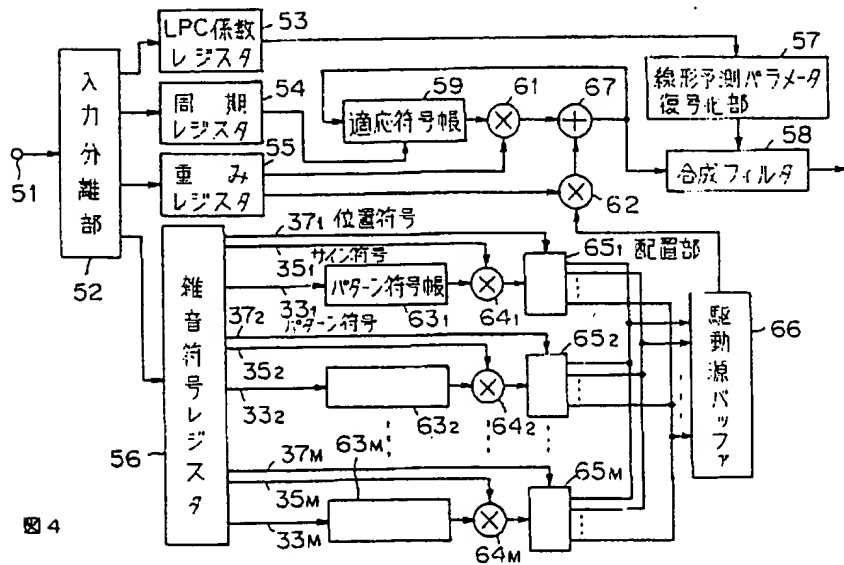 LPC係数
レジスタ
53
57
線形予測パラメータ
復号化部
周期
レジスタ
54
59
適応符号帳
61
67
58
合成フィルタ
重み
レジスタ
55
62
51
入力分離部
52
37₁ 位置符号
サイン符号
35₁
65₁ 配置部
33₁
パターン符号
パターン符号帳
63₁
64₁
37₂
35₂
33₂
63₂
64₂
65₂
駆動源バッファ
66
雑音符号レジスタ
56
37M
35M
33M
63M
64M
65M
図4